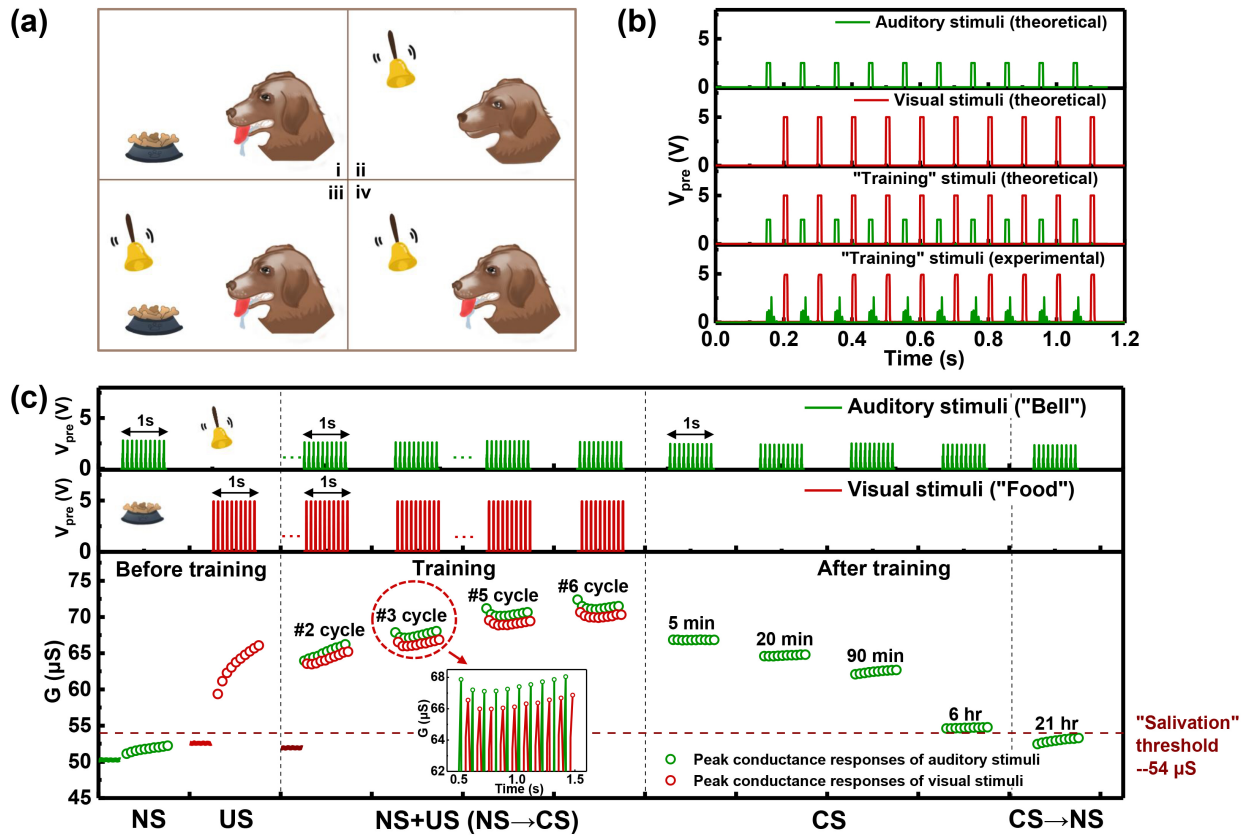 (a)
i
ii
iii
iv
(b)
Auditory stimuli (theoretical)
Visual stimuli (theoretical)
"Training" stimuli (theoretical)
"Training" stimuli (experimental)
V_pre (V)
5
0
5
0
5
0
5
0
0.0 0.2 0.4 0.6 0.8 1.0 1.2
Time (s)
(c)
V_pre (V)
5
0
1s
1s
1s
Auditory stimuli ("Bell")
V_pre (V)
5
0
1s
1s
Visual stimuli ("Food")
Before training
Training
After training
G (µS)
75
70
65
60
55
50
45
#2 cycle
#3 cycle
#5 cycle
#6 cycle
5 min
20 min
90 min
6 hr
21 hr
G (µS)
68
66
64
62
0.5 1.0 1.5
Time (s)
Peak conductance responses of auditory stimuli
Peak conductance responses of visual stimuli
"Salivation"
threshold
--54 µS
NS
US
NS+US (NS→CS)
CS
CS→NS